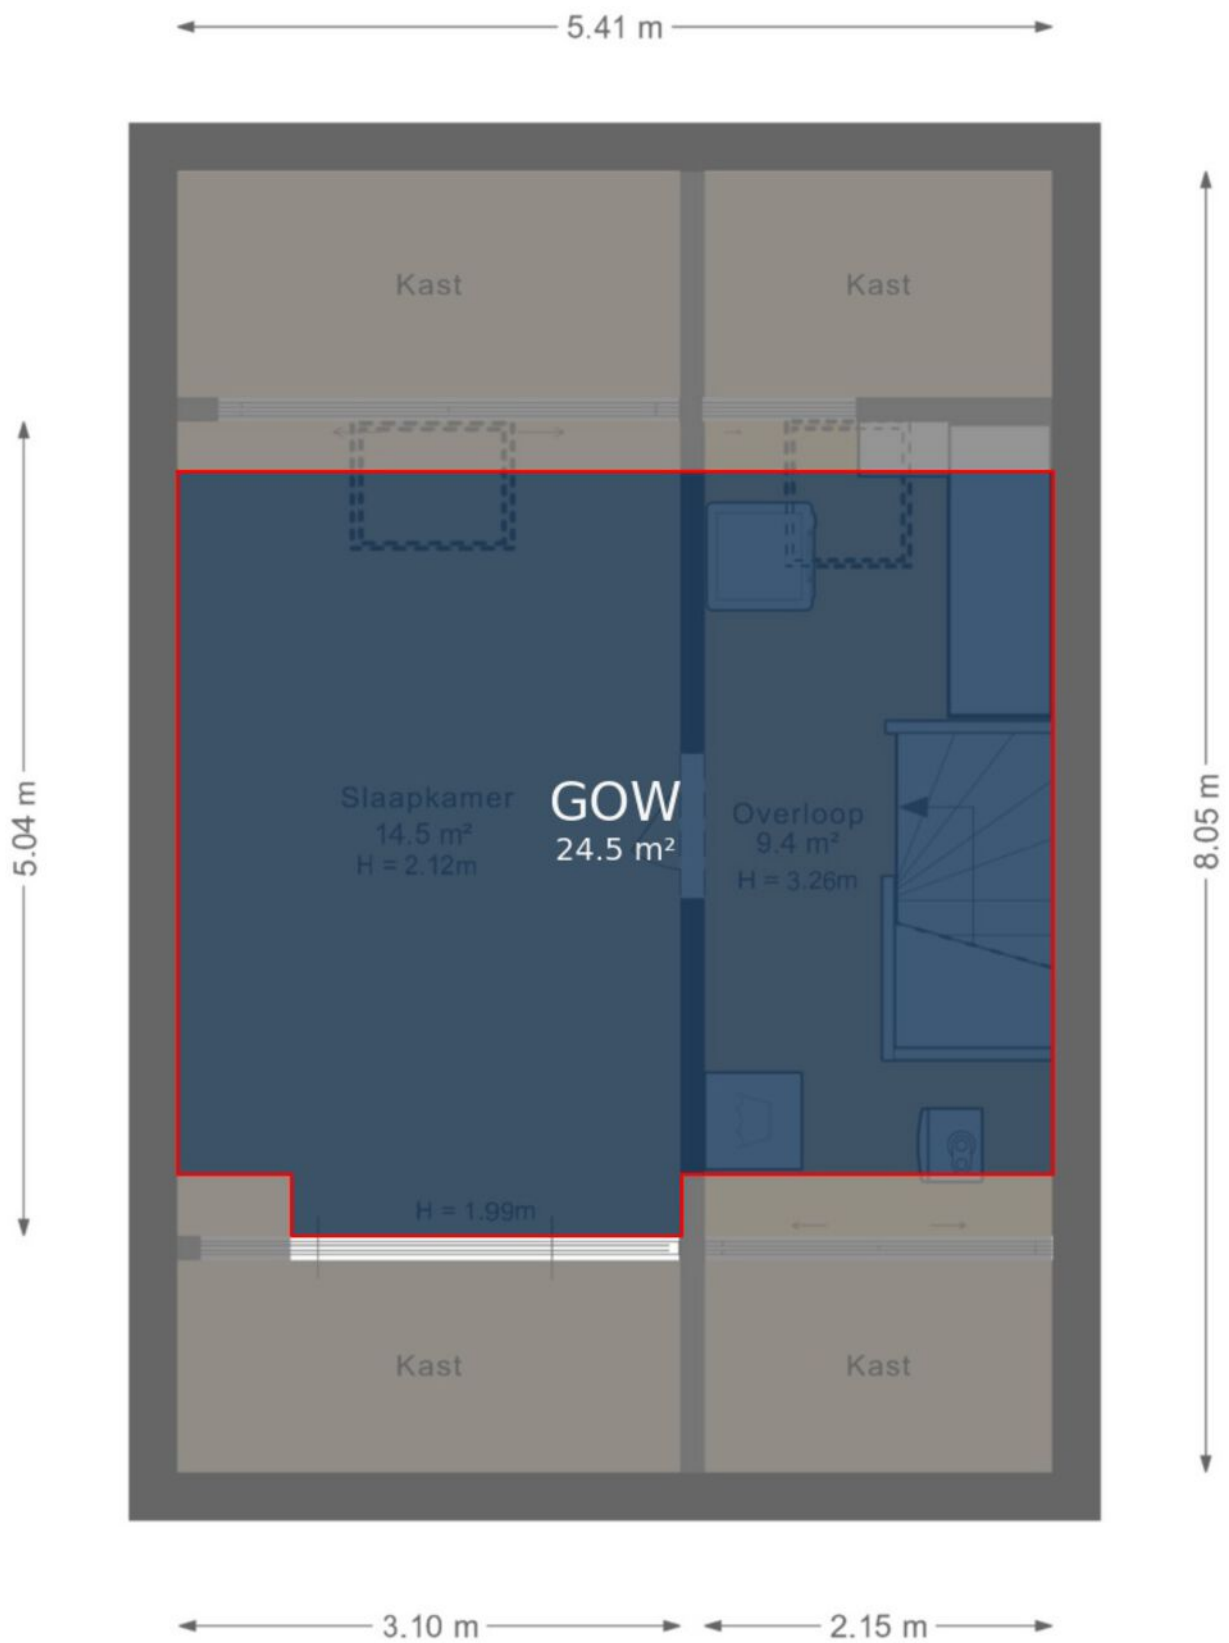 5.41 m
Kast
Kast
5.04 m
8.05 m
Slaapkamer
14.5 m²
H = 2.12m
GOW
24.5 m²
Overloop
9.4 m²
H = 3.26m
H = 1.99m
Kast
Kast
3.10 m
2.15 m